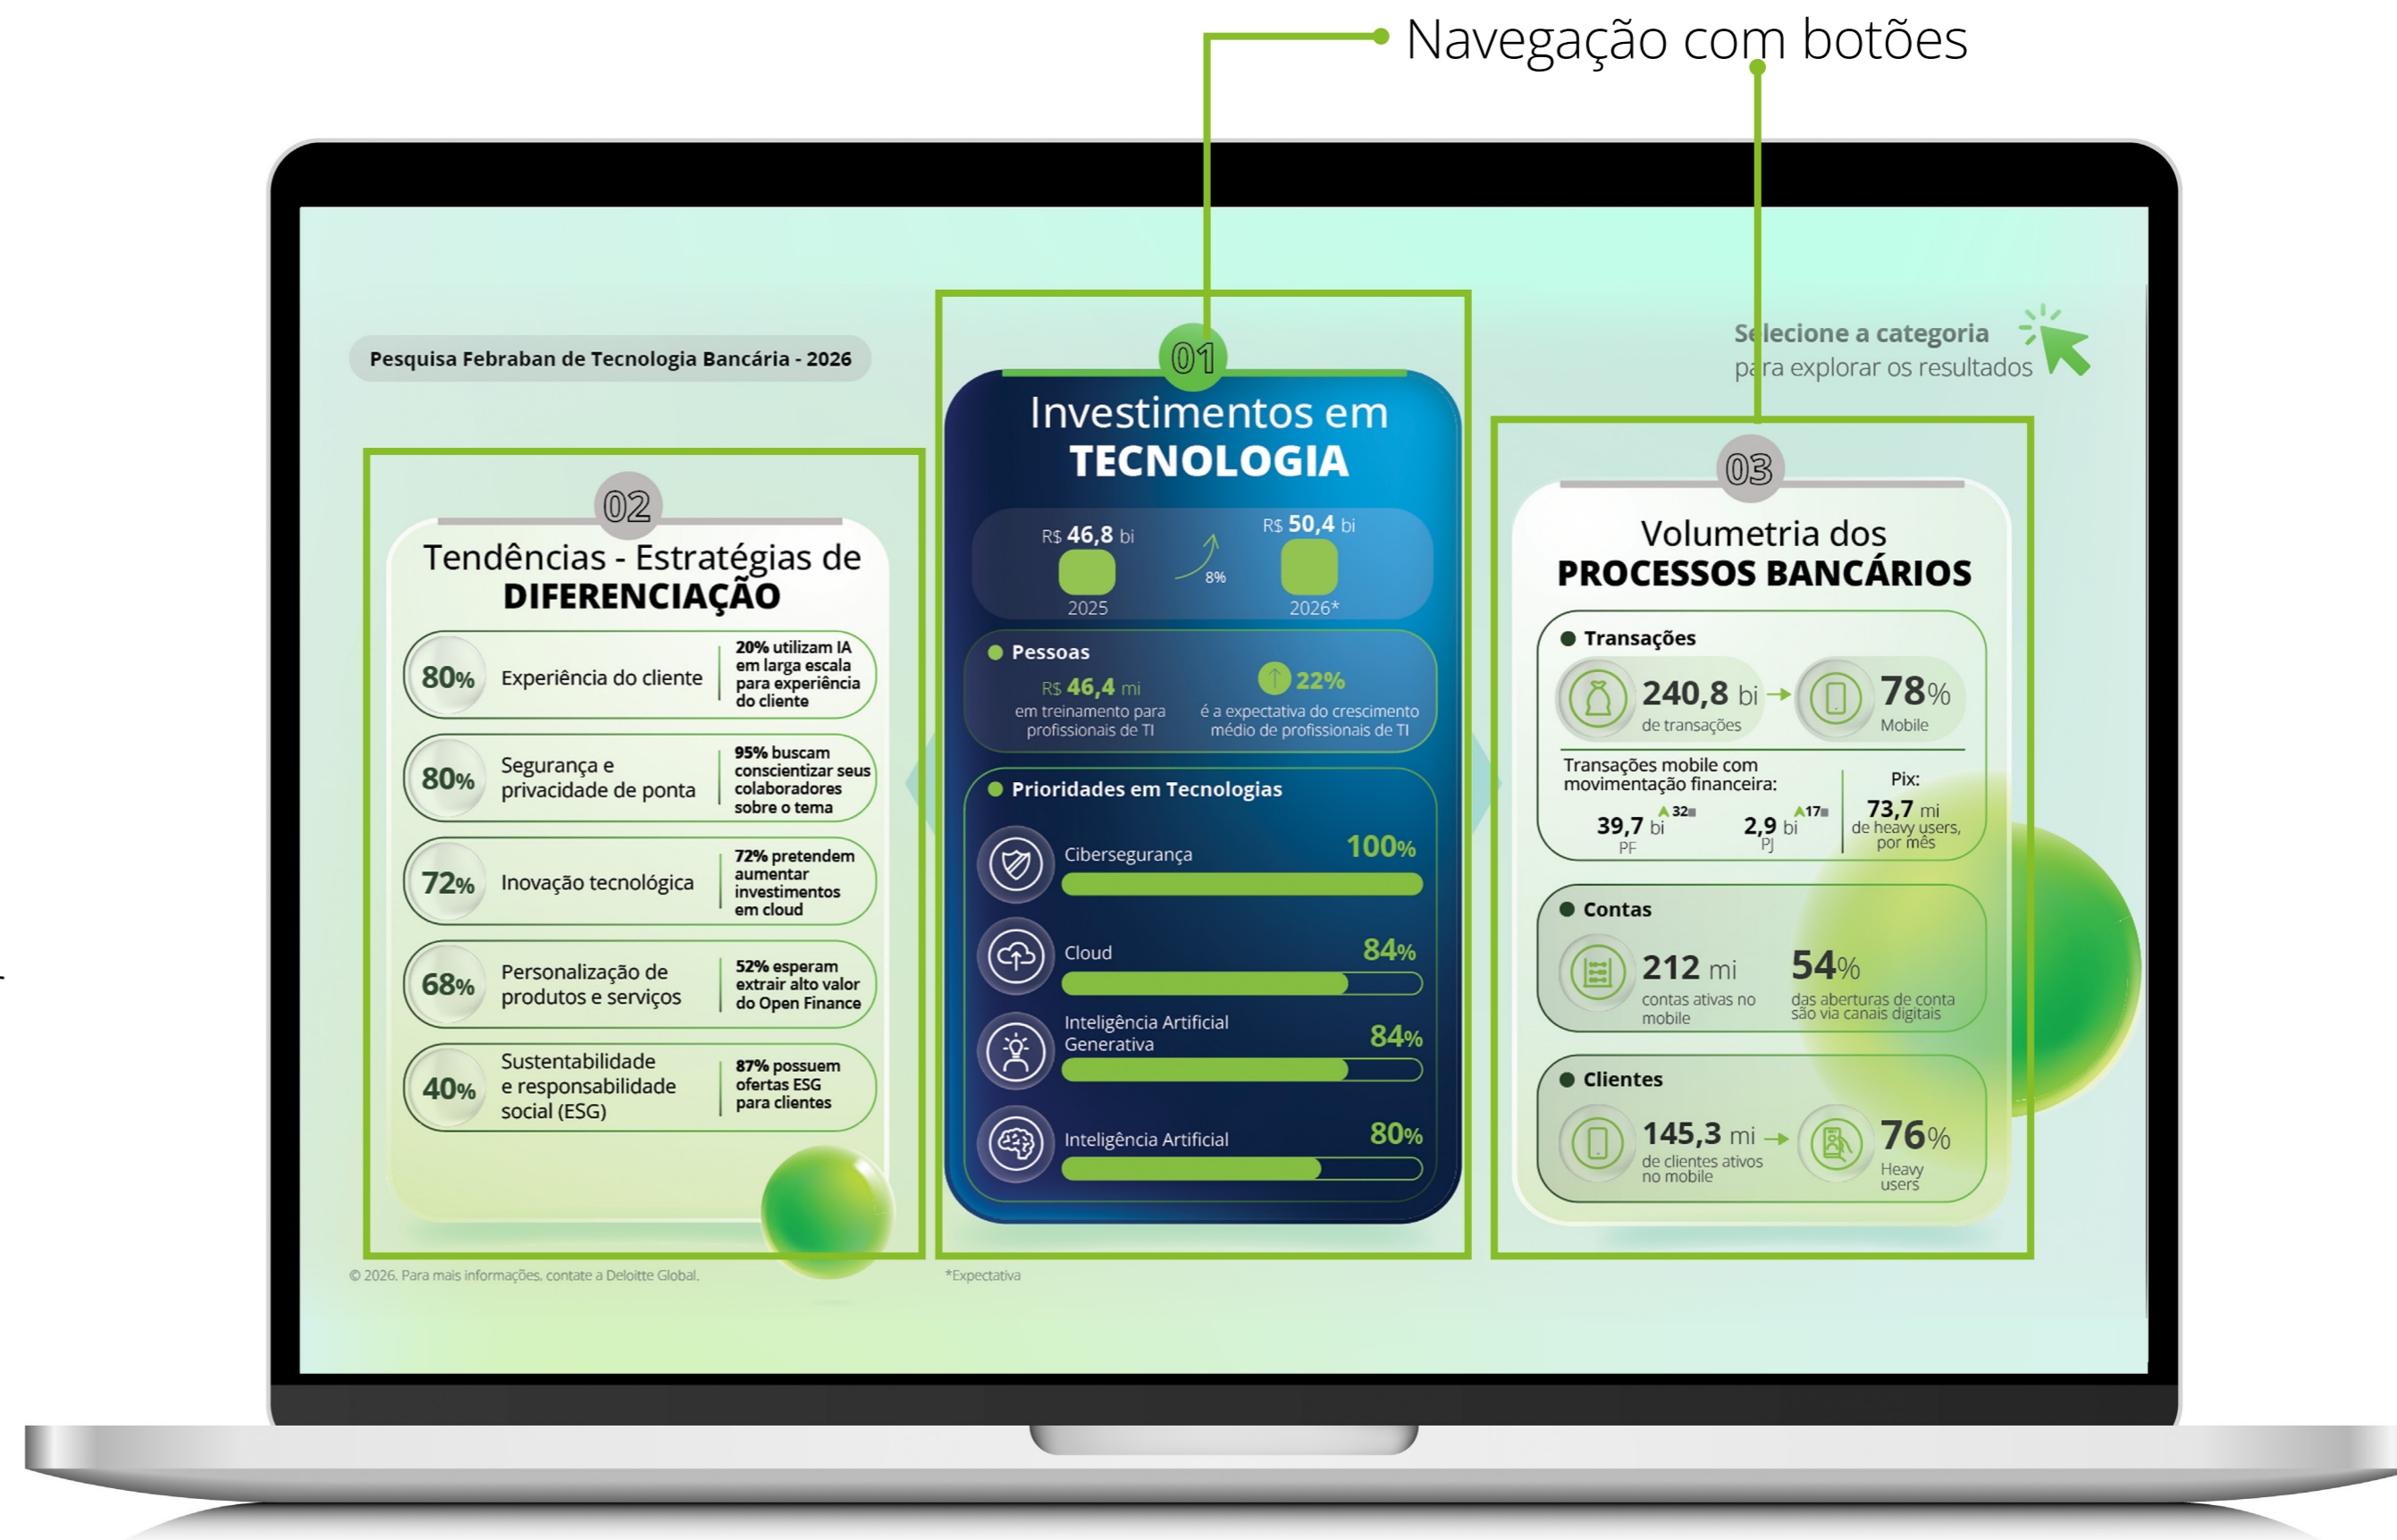 Navegação com botões
Pesquisa Febraban de Tecnologia Bancária - 2026
Selecione a categoria
para explorar os resultados
01
Investimentos em
TECNOLOGIA
R$ 46,8 bi
2025
8%
R$ 50,4 bi
2026*
Pessoas
R$ 46,4 mi
em treinamento para
profissionais de TI
22%
é a expectativa do crescimento
médio de profissionais de TI
Prioridades em Tecnologias
Cibersegurança
100%
Cloud
84%
Inteligência Artificial
Generativa
84%
Inteligência Artificial
80%
02
Tendências - Estratégias de
DIFERENCIAÇÃO
80%
Experiência do cliente
20% utilizam IA
em larga escala
para experiência
do cliente
80%
Segurança e
privacidade de ponta
95% buscam
conscientizar seus
colaboradores
sobre o tema
72%
Inovação tecnológica
72% pretendem
aumentar
investimentos
em cloud
68%
Personalização de
produtos e serviços
52% esperam
extrair alto valor
do Open Finance
40%
Sustentabilidade
e responsabilidade
social (ESG)
87% possuem
ofertas ESG
para clientes
03
Volumetria dos
PROCESSOS BANCÁRIOS
Transações
240,8 bi
de transações
78%
Mobile
Transações mobile com
movimentação financeira:
32
39,7 bi
PF
17
2,9 bi
PJ
Pix:
73,7 mi
de heavy users,
por mês
Contas
212 mi
contas ativas no
mobile
54%
das aberturas de conta
são via canais digitais
Clientes
145,3 mi
de clientes ativos
no mobile
76%
Heavy
users
© 2026. Para mais informações, contate a Deloitte Global.
*Expectativa